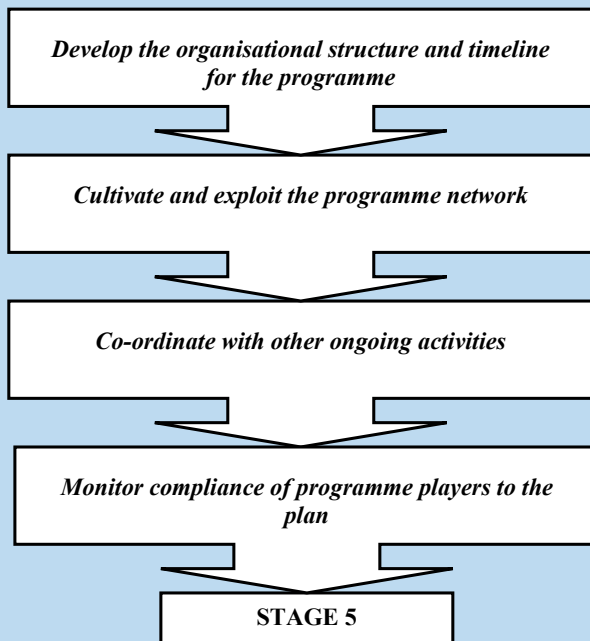 Develop the organisational structure and timeline
for the programme
Cultivate and exploit the programme network
Co-ordinate with other ongoing activities
Monitor compliance of programme players to the
plan
STAGE 5